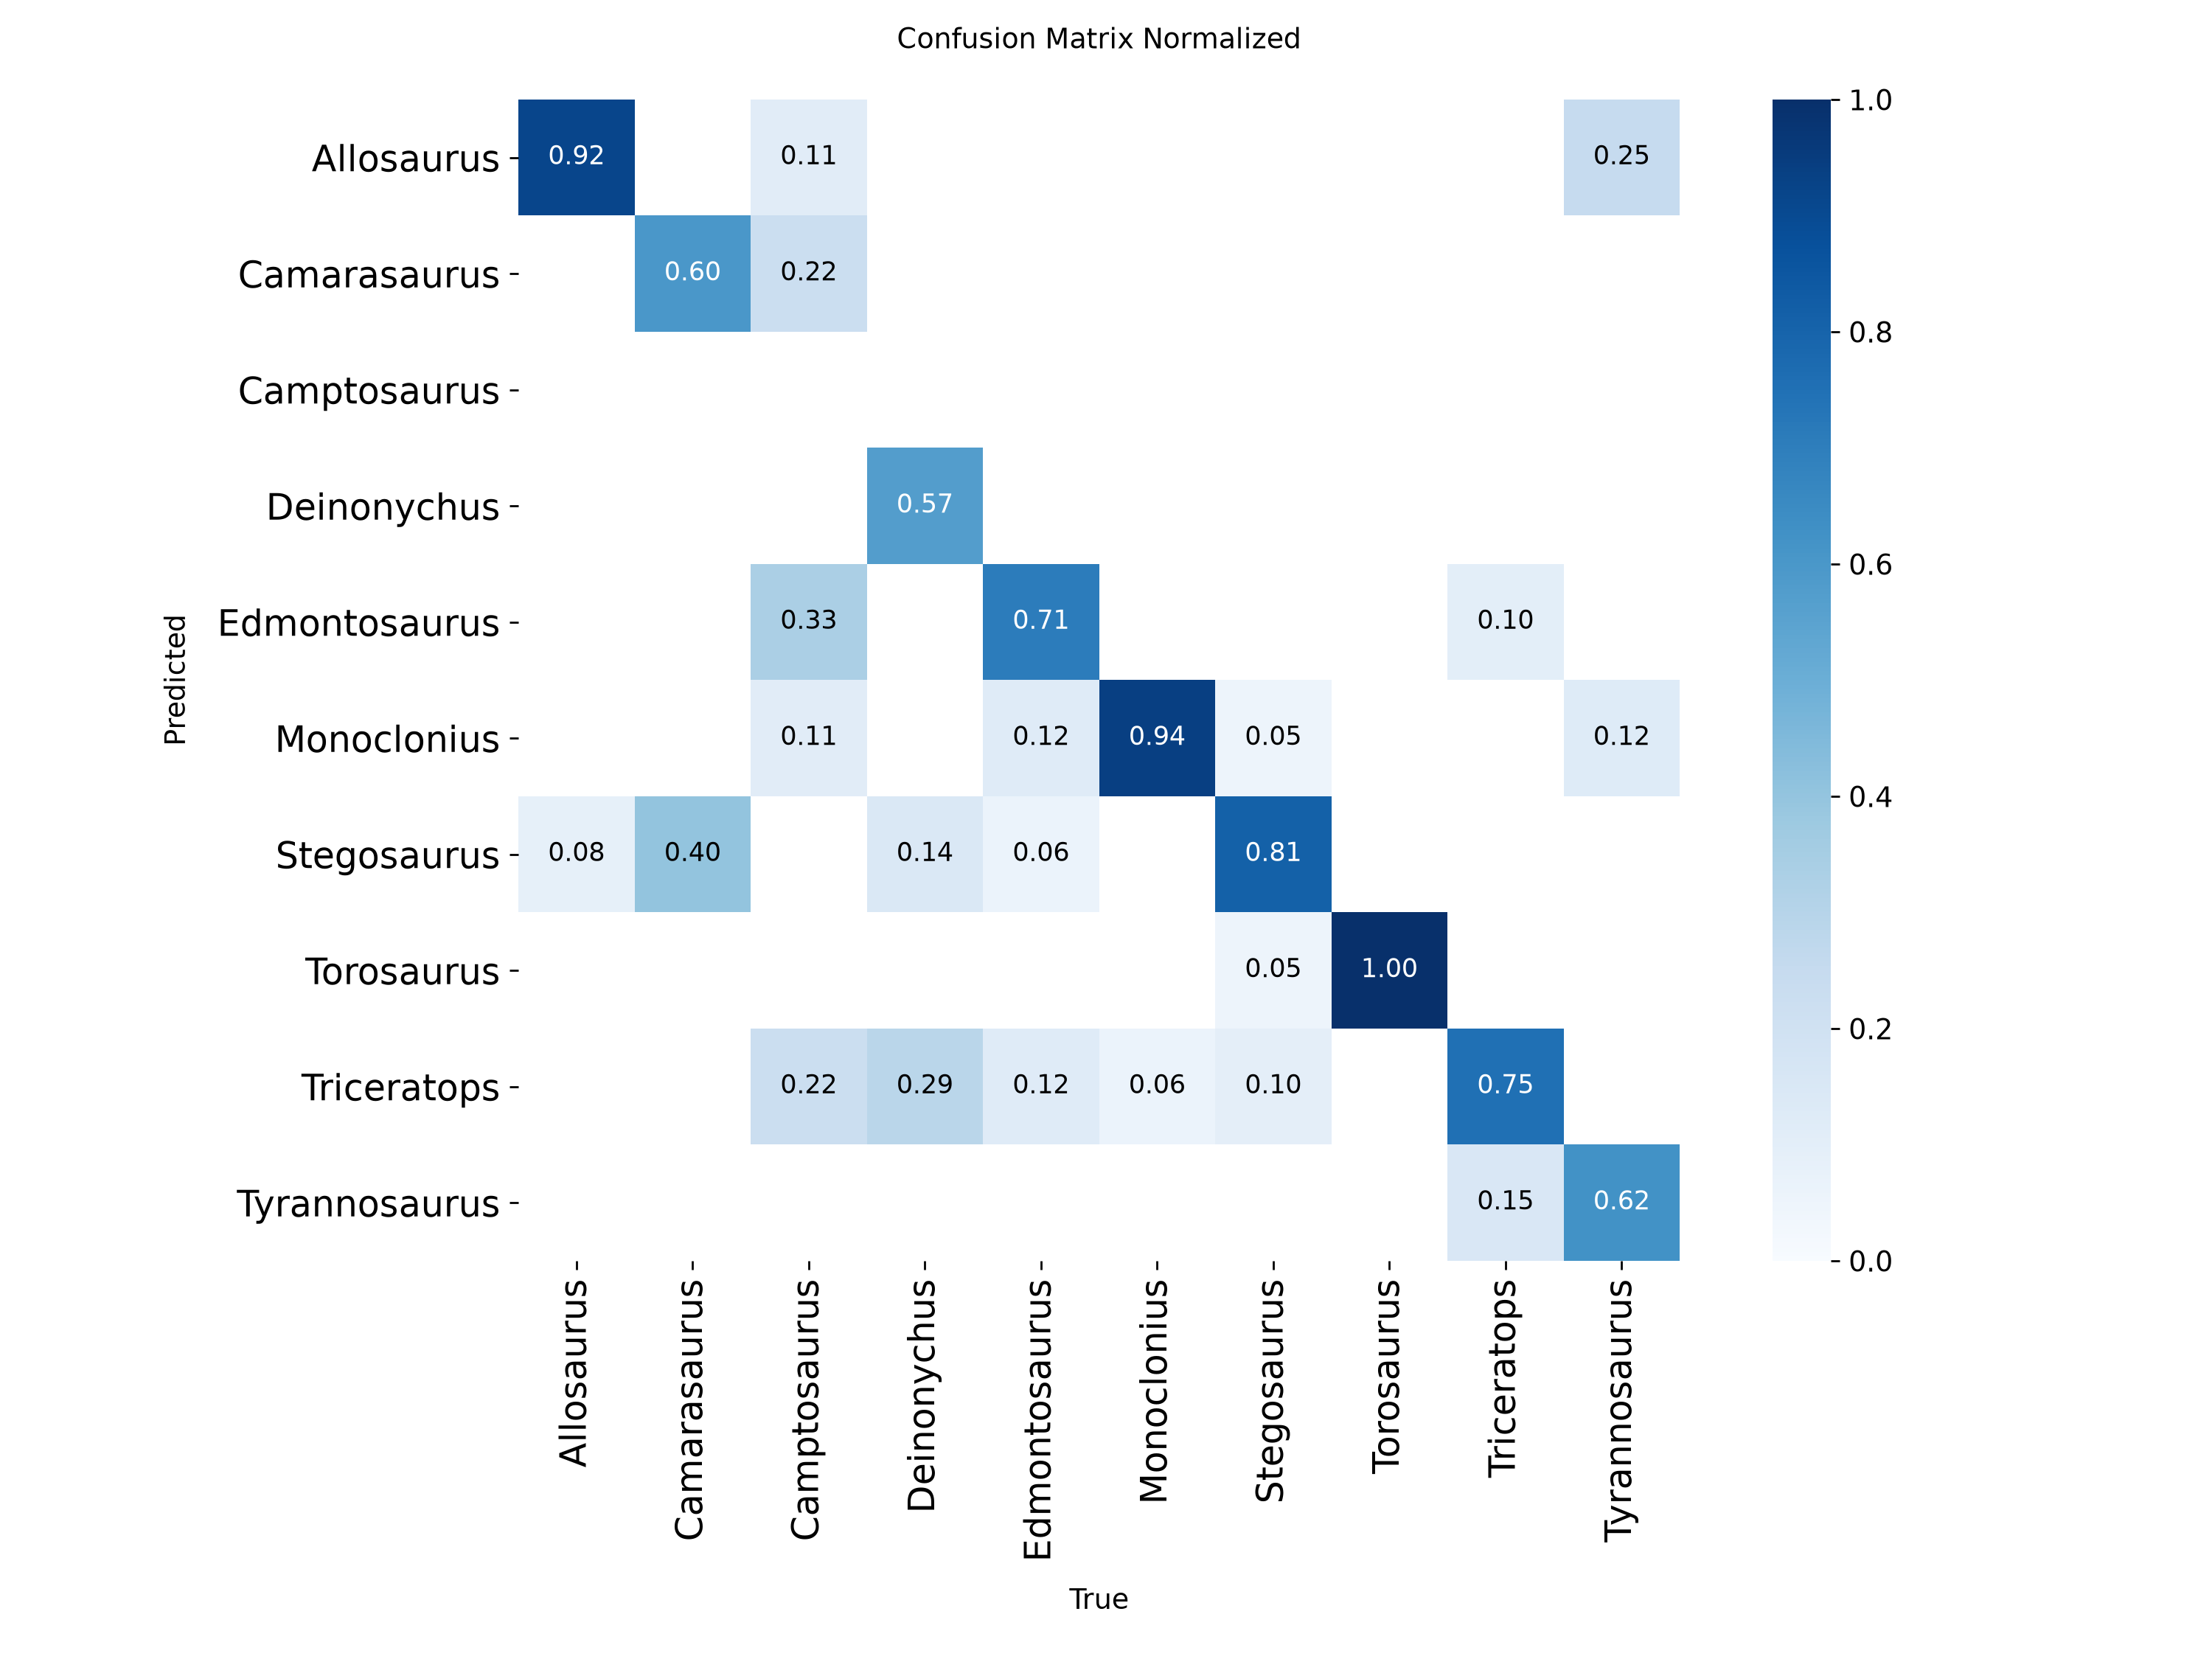 Confusion Matrix Normalized
Allosaurus 0.92 0.11 0.25
Camarasaurus 0.60 0.22
Camptosaurus
Deinonychus 0.57
Edmontosaurus 0.33 0.71 0.10
Monoclonius 0.11 0.12 0.94 0.05 0.12
Stegosaurus 0.08 0.40 0.14 0.06 0.81
Torosaurus 0.05 1.00
Triceratops 0.22 0.29 0.12 0.06 0.10 0.75
Tyrannosaurus 0.15 0.62
Predicted
Allosaurus
Camarasaurus
Camptosaurus
Deinonychus
Edmontosaurus
Monoclonius
Stegosaurus
Torosaurus
Triceratops
Tyrannosaurus
True
1.0
0.8
0.6
0.4
0.2
0.0